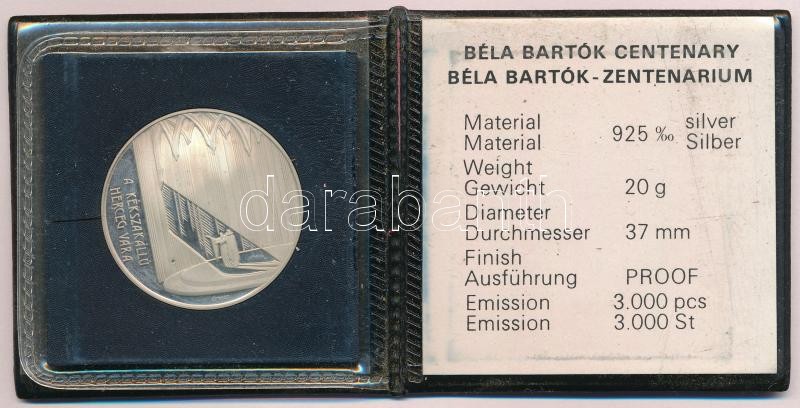 A KÉKSZAKÁLLÚ
HERCEG VÁRA
BÉLA BARTÓK CENTENARY
BÉLA BARTÓK-ZENTENARIUM
Material silver
Material 925 ‰ Silber
Weight
Gewicht 20 g
Diameter
Durchmesser 37 mm
Finish
Ausführung PROOF
Emission 3.000 pcs
Emission 3.000 St
darabanth